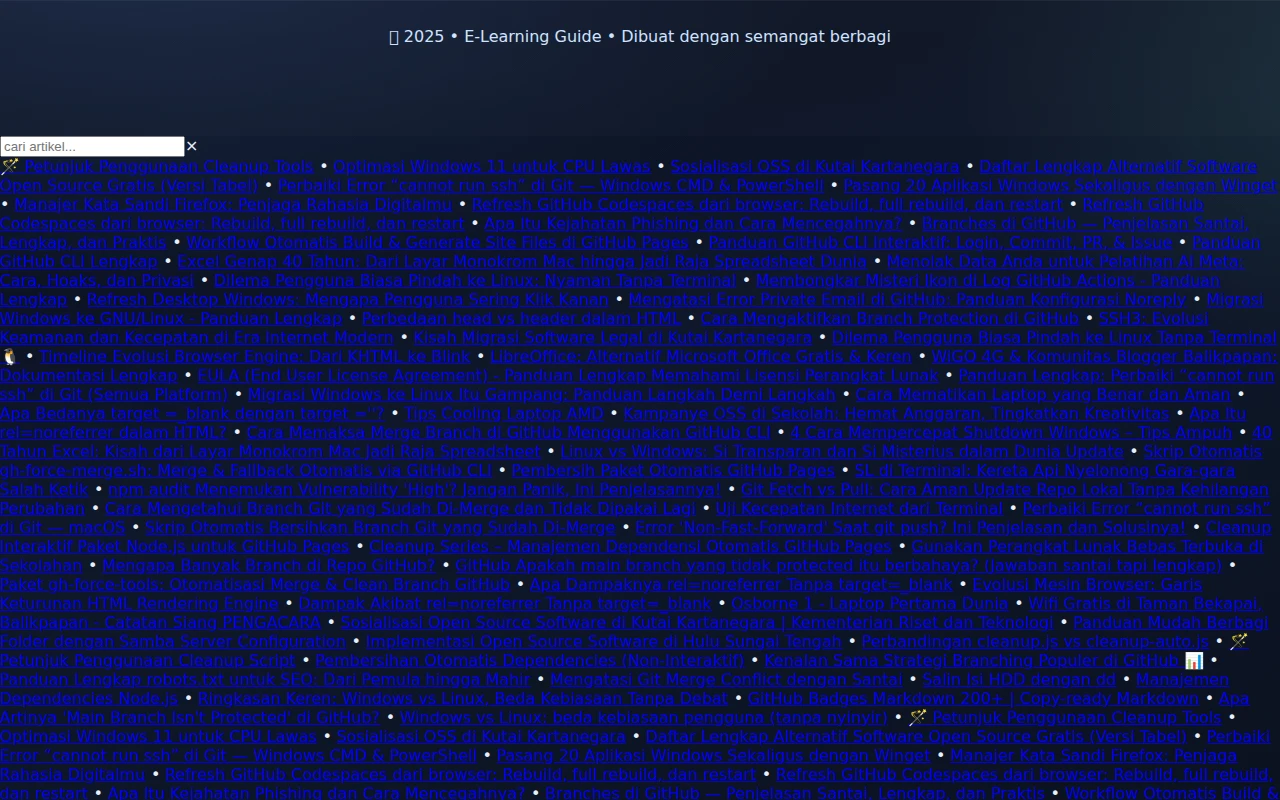 2025 • E-Learning Guide • Dibuat dengan semangat berbagi
cari artikel... ✕
🪄 Petunjuk Penggunaan Cleanup Tools • Optimasi Windows 11 untuk CPU Lawas • Sosialisasi OSS di Kutai Kartanegara • Daftar Lengkap Alternatif Software
Open Source Gratis (Versi Tabel) • Perbaiki Error “cannot run ssh” di Git — Windows CMD & PowerShell • Pasang 20 Aplikasi Windows Sekaligus dengan Winget
• Manajer Kata Sandi Firefox: Penjaga Rahasia Digitalmu • Refresh GitHub Codespaces dari browser: Rebuild, full rebuild, dan restart • Refresh GitHub
Codespaces dari browser: Rebuild, full rebuild, dan restart • Apa Itu Kejahatan Phishing dan Cara Mencegahnya? • Branches di GitHub — Penjelasan Santai,
Lengkap, dan Praktis • Workflow Otomatis Build & Generate Site Files di GitHub Pages • Panduan GitHub CLI Interaktif: Login, Commit, PR, & Issue • Panduan
GitHub CLI Lengkap • Excel Genap 40 Tahun, Dari Layar Monokrom Mac hingga Jadi Raja Spreadsheet Dunia • Menolak Data Anda untuk Pelatihan AI Meta:
Cara, Hoaks, dan Privasi • Dilema Pengguna Biasa Pindah ke Linux: Nyaman Tanpa Terminal • Membongkar Misteri Ikon di Log GitHub Actions - Panduan
Lengkap • Refresh Desktop Windows: Mengapa Pengguna Sering Klik Kanan • Mengatasi Error Private Email di GitHub: Panduan Konfigurasi Noreply • Migrasi
Windows ke GNU/Linux - Panduan Lengkap • Perbedaan head vs header dalam HTML • Cara Mengaktifkan Branch Protection di GitHub • SSH3: Evolusi
Keamanan dan Kecepatan di Era Internet Modern • Kisah Migrasi Software Legal di Kutai Kartanegara • Dilema Pengguna Biasa Pindah ke Linux Tanpa Terminal
🐧 • Timeline Evolusi Browser Engine: Dari KHTML ke Blink • LibreOffice: Alternatif Microsoft Office Gratis & Keren • WIGO 4G & Komunitas Blogger Balikpapan:
Dokumentasi Lengkap • EULA (End User License Agreement) - Panduan Lengkap Memahami Lisensi Perangkat Lunak • Panduan Lengkap: Perbaiki “cannot run
ssh” di Git (Semua Platform) • Migrasi Windows ke Linux Itu Gampang: Panduan Langkah Demi Langkah • Cara Mematikan Laptop yang Benar dan Aman •
Apa Bedanya target =_blank dengan target =''? • Tips Cooling Laptop AMD • Kampanye OSS di Sekolah: Hemat Anggaran, Tingkatkan Kreativitas • Apa itu
rel=noreferrer dalam HTML? • Cara Memaksa Merge Branch di GitHub Menggunakan GitHub CLI • 4 Cara Mempercepat Shutdown Windows – Tips Ampuh • 40
Tahun Excel: Kisah dari Layar Monokrom Mac Jadi Raja Spreadsheet • Linux vs Windows: Si Transparan dan Si Misterius dalam Dunia Update • Skrip Otomatis
gh-force-merge.sh: Merge & Fallback Otomatis via GitHub CLI • Pembersih Paket Otomatis GitHub Pages • SL di Terminal: Kereta Api Nyelonong Gara-gara
Salah Ketik • npm audit Menemukan Vulnerability 'High'? Jangan Panik, Ini Penjelasannya! • Git Fetch vs Pull: Cara Aman Update Repo Lokal Tanpa Kehilangan
Perubahan • Cara Mengetahui Branch Git yang Sudah Di-Merge dan Tidak Dipakai Lagi • Uji Kecepatan Internet dari Terminal • Perbaiki Error “cannot run ssh”
di Git — macOS • Skrip Otomatis Bersihkan Branch Git yang Sudah Di-Merge • Error 'Non-Fast-Forward' Saat git push? Ini Penjelasan dan Solusinya! • Cleanup
Interaktif Paket Node.js untuk GitHub Pages • Cleanup Series – Manajemen Dependensi Otomatis GitHub Pages • Gunakan Perangkat Lunak Bebas Terbuka di
Sekolahan • Mengapa Banyak Branch di Repo GitHub? • GitHub Apakah main branch yang tidak protected itu berbahaya? (jawaban santai tapi lengkap) •
Paket gh-force-tools: Otomatisasi Merge & Clean Branch GitHub • Apa Dampaknya rel=noreferrer Tanpa target=_blank • Evolusi Mesin Browser: Garis
Keturunan HTML Rendering Engine • Dampak Akibat rel=noreferrer Tanpa target=_blank • Osborne 1 - Laptop Pertama Dunia • Wifi Gratis di Taman Bekapai,
Balikpapan - Catatan Siang PENGACARA • Sosialisasi Open Source Software di Kutai Kartanegara | Kementerian Riset dan Teknologi • Panduan Mudah Berbagi
Folder dengan Samba Server Configuration • Implementasi Open Source Software di Hulu Sungai Tengah • Perbandingan cleanup.js vs cleanup-auto.js • 🪄
Petunjuk Penggunaan Cleanup Script • Pembersihan Otomatis Dependencies (Non-Interaktif) • Kenalan Sama Strategi Branching Populer di GitHub 📊 •
Panduan Lengkap robots.txt untuk SEO: Dari Pemula hingga Mahir • Mengatasi Git Merge Conflict dengan Santai • Salin Isi HDD dengan dd • Manajemen
Dependencies Node.js • Ringkasan Keren: Windows vs Linux, Beda Kebiasaan Tanpa Debat • GitHub Badges Markdown 200+ | Copy-ready Markdown • Apa
Artinya 'Main Branch Isn't Protected' di GitHub? • Windows vs Linux: beda kebiasaan pengguna (tanpa nyinyir) • 🪄 Petunjuk Penggunaan Cleanup Tools •
Optimasi Windows 11 untuk CPU Lawas • Sosialisasi OSS di Kutai Kartanegara • Daftar Lengkap Alternatif Software Open Source Gratis (Versi Tabel) • Perbaiki
Error “cannot run ssh” di Git — Windows CMD & PowerShell • Pasang 20 Aplikasi Windows Sekaligus dengan Winget • Manajer Kata Sandi Firefox: Penjaga
Rahasia Digitalmu • Refresh GitHub Codespaces dari browser: Rebuild, full rebuild, dan restart • Refresh GitHub Codespaces dari browser: Rebuild, full rebuild,
dan restart • Apa Itu Kejahatan Phishing dan Cara Mencegahnya? • Branches di GitHub — Penjelasan Santai, Lengkap, dan Praktis • Workflow Otomatis Build &